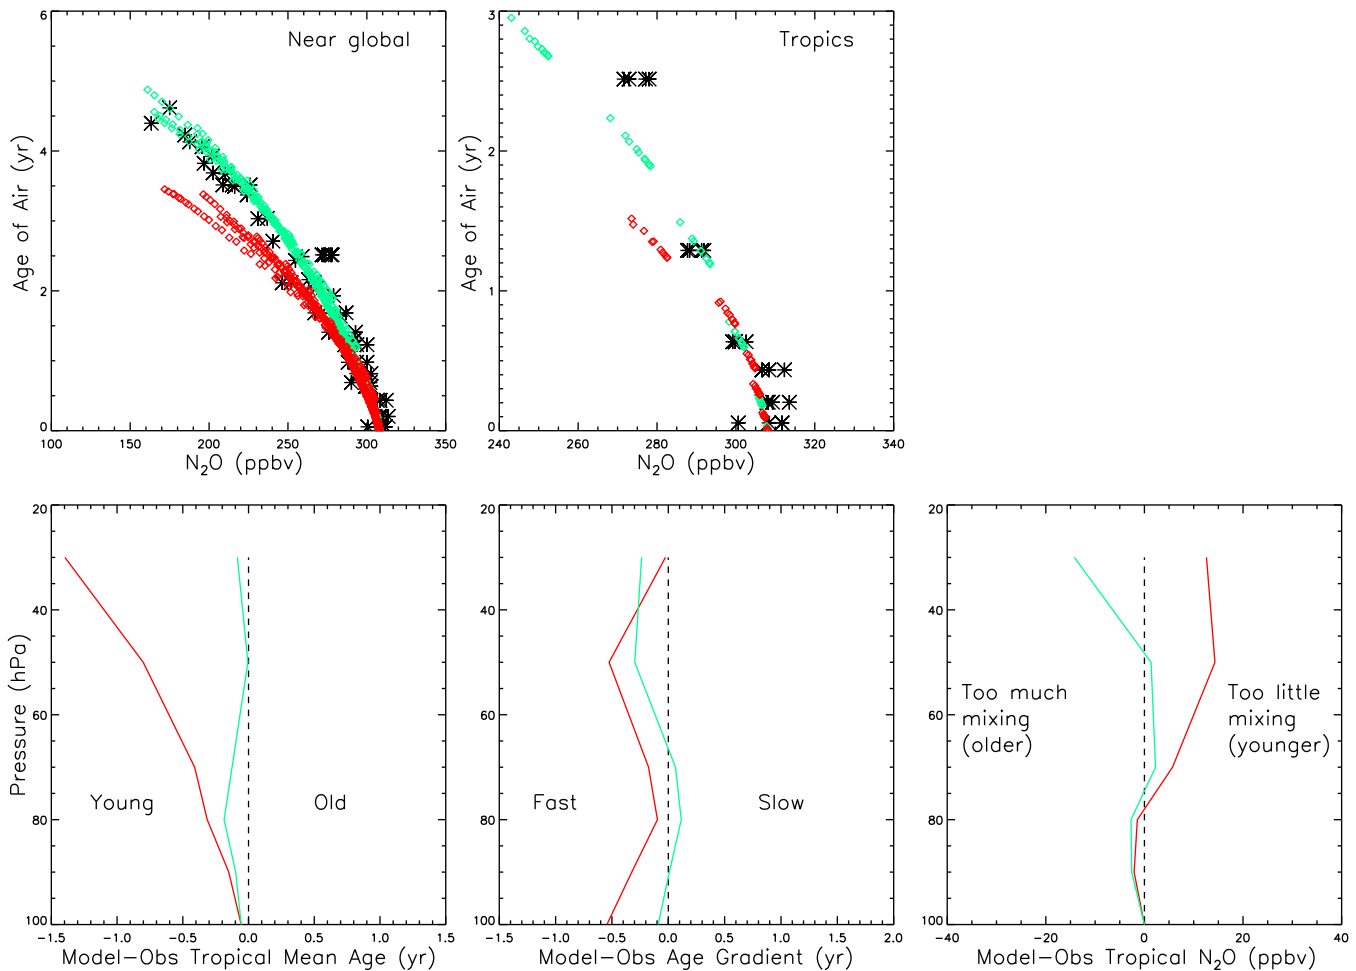 Near global
6
4
2
0
Age of Air (yr)
100 150 200 250 300 350
N₂O (ppbv)
Tropics
3
2
1
0
Age of Air (yr)
240 260 280 300 320 340
N₂O (ppbv)
20
40
60
80
100
Pressure (hPa)
Young Old
−1.5 −1.0 −0.5 0.0 0.5 1.0 1.5
Model−Obs Tropical Mean Age (yr)
20
40
60
80
100
Fast Slow
−1.5 −1.0 −0.5 0.0 0.5 1.0 1.5 2.0
Model−Obs Age Gradient (yr)
20
40
60
80
100
Too much
mixing
(older)
Too little
mixing
(younger)
−40 −20 0 20 40
Model−Obs Tropical N₂O (ppbv)